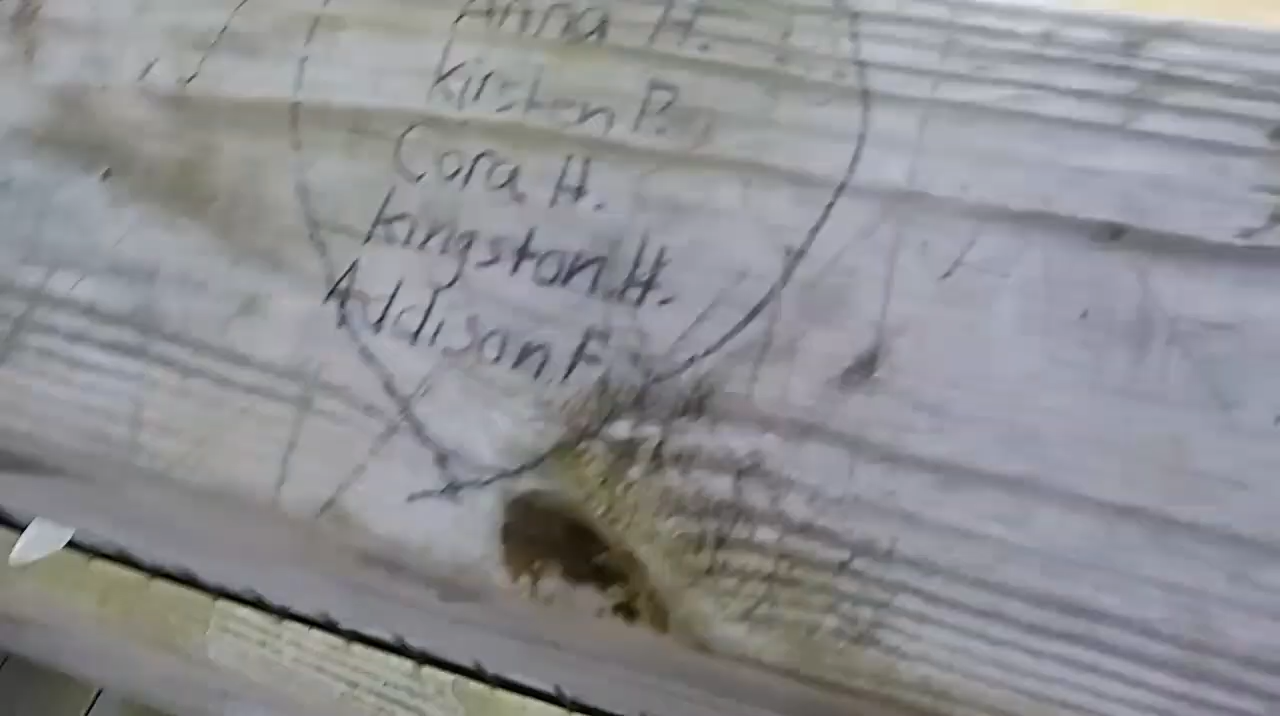 Anna H.
Kirsten P.
Cora H.
Kingston H.
Addison F.